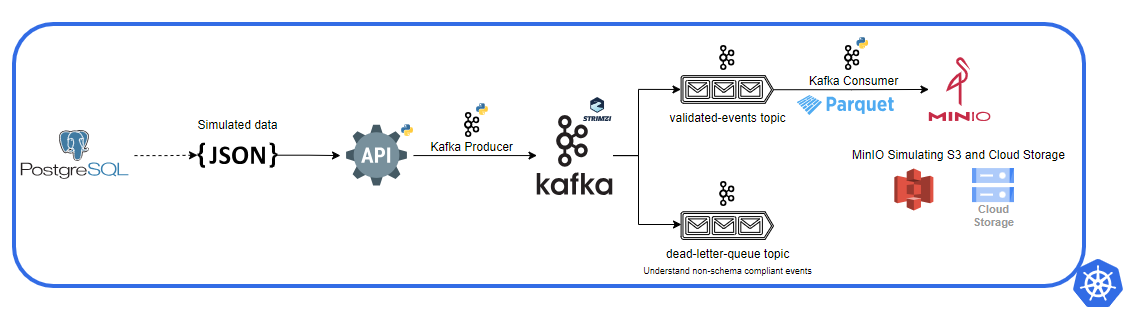 PostgreSQL
Simulated data
{JSON}
API
Kafka Producer
STRIMZI
kafka
validated-events topic
Kafka Consumer
Parquet
MINIO
MinIO Simulating S3 and Cloud Storage
Cloud
Storage
dead-letter-queue topic
Understand non-schema compliant events